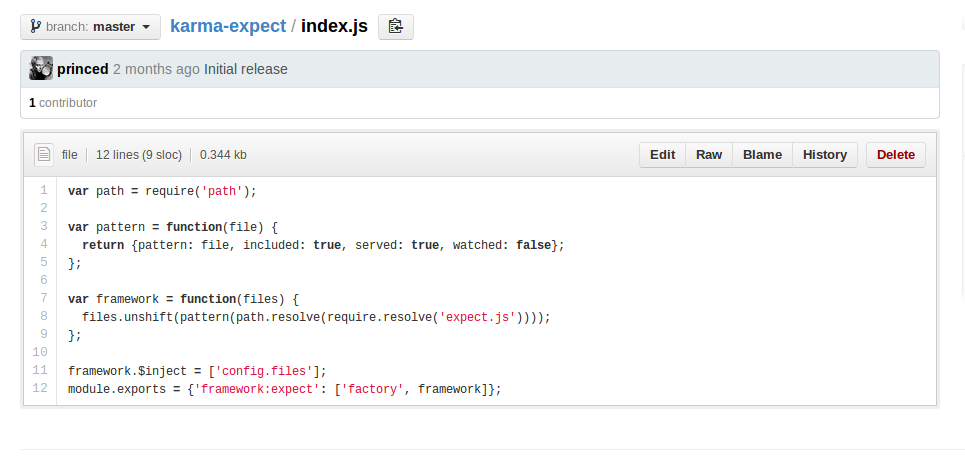 branch: master karma-expect / index.js
princed 2 months ago Initial release
1 contributor
file 12 lines (9 sloc) 0.344 kb Edit Raw Blame History Delete
1 var path = require('path');
2
3 var pattern = function(file) {
4   return {pattern: file, included: true, served: true, watched: false};
5 };
6
7 var framework = function(files) {
8   files.unshift(pattern(path.resolve(require.resolve('expect.js'))));
9 };
10
11 framework.$inject = ['config.files'];
12 module.exports = {'framework:expect': ['factory', framework]};